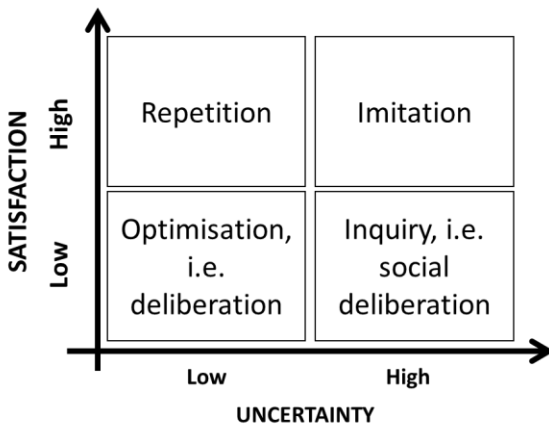 SATISFACTION
High
Low
Repetition
Imitation
Optimisation,
i.e.
deliberation
Inquiry, i.e.
social
deliberation
Low
High
UNCERTAINTY